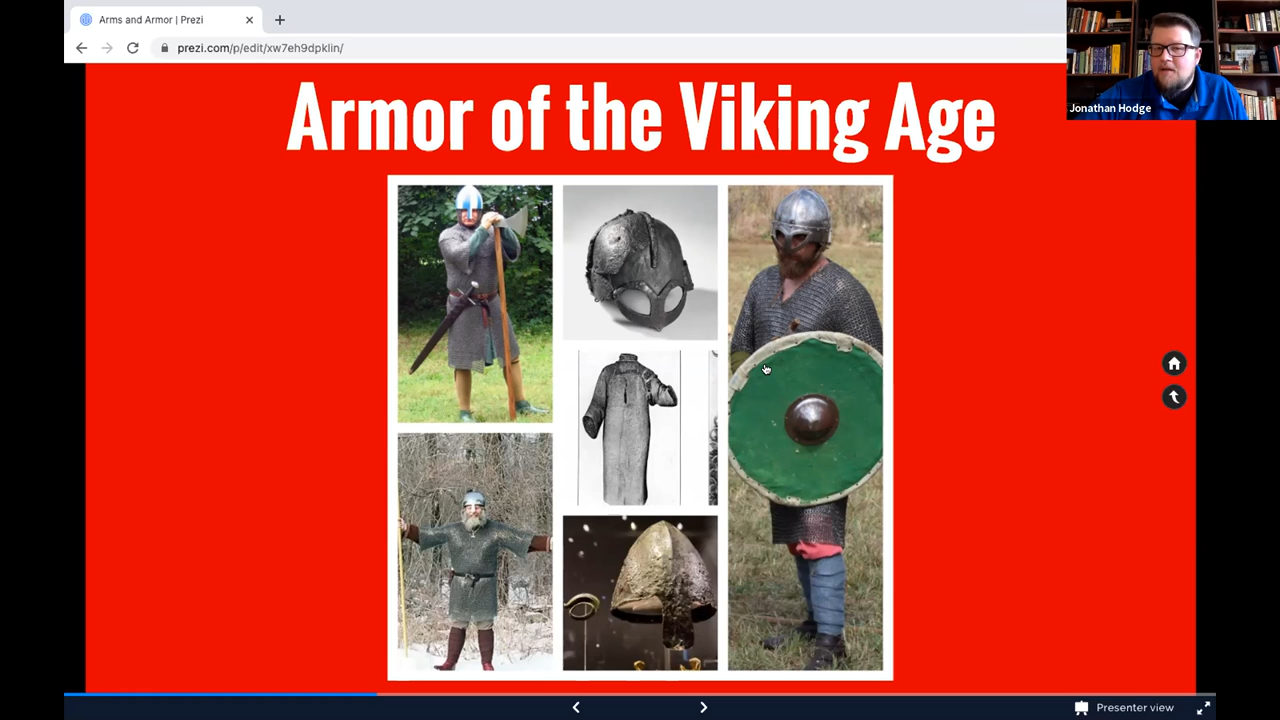 Arms and Armor | Prezi
prezi.com/p/edit/xw7eh9dpklin/
Jonathan Hodge
Armor of the Viking Age
Presenter view